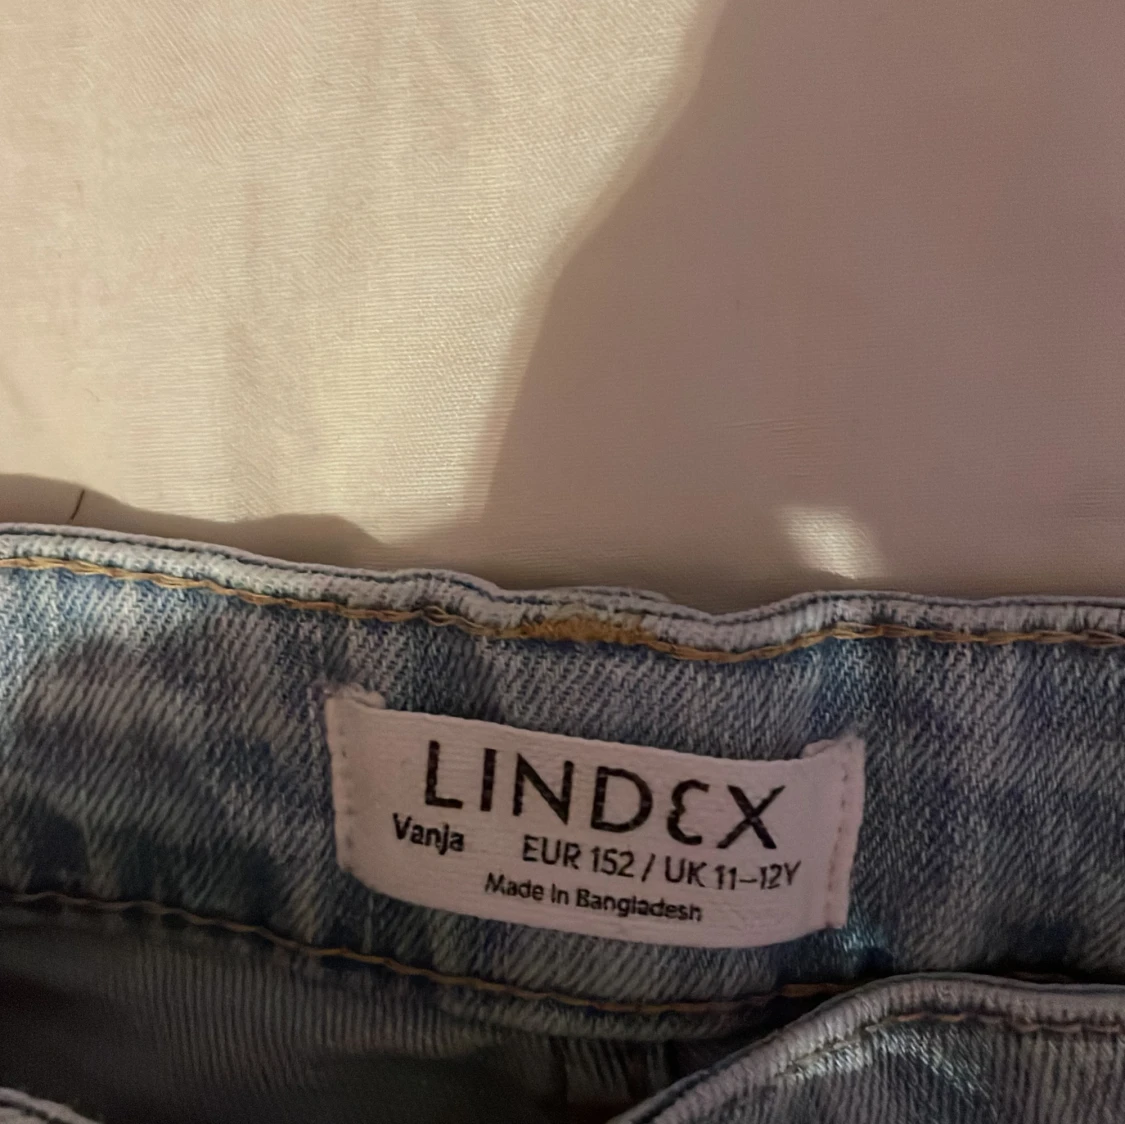 LINDEX
Vanja EUR 152 / UK 11–12Y
Made In Bangladesh